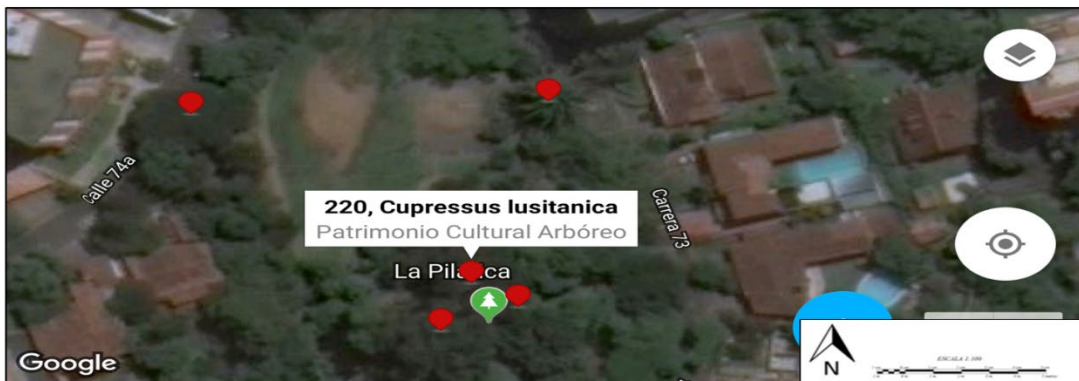 Calle 74a
220, Cupressus lusitanica
Patrimonio Cultural Arbóreo
Carrera 73
La Pilarica
Google
N
ESCALA 1:500